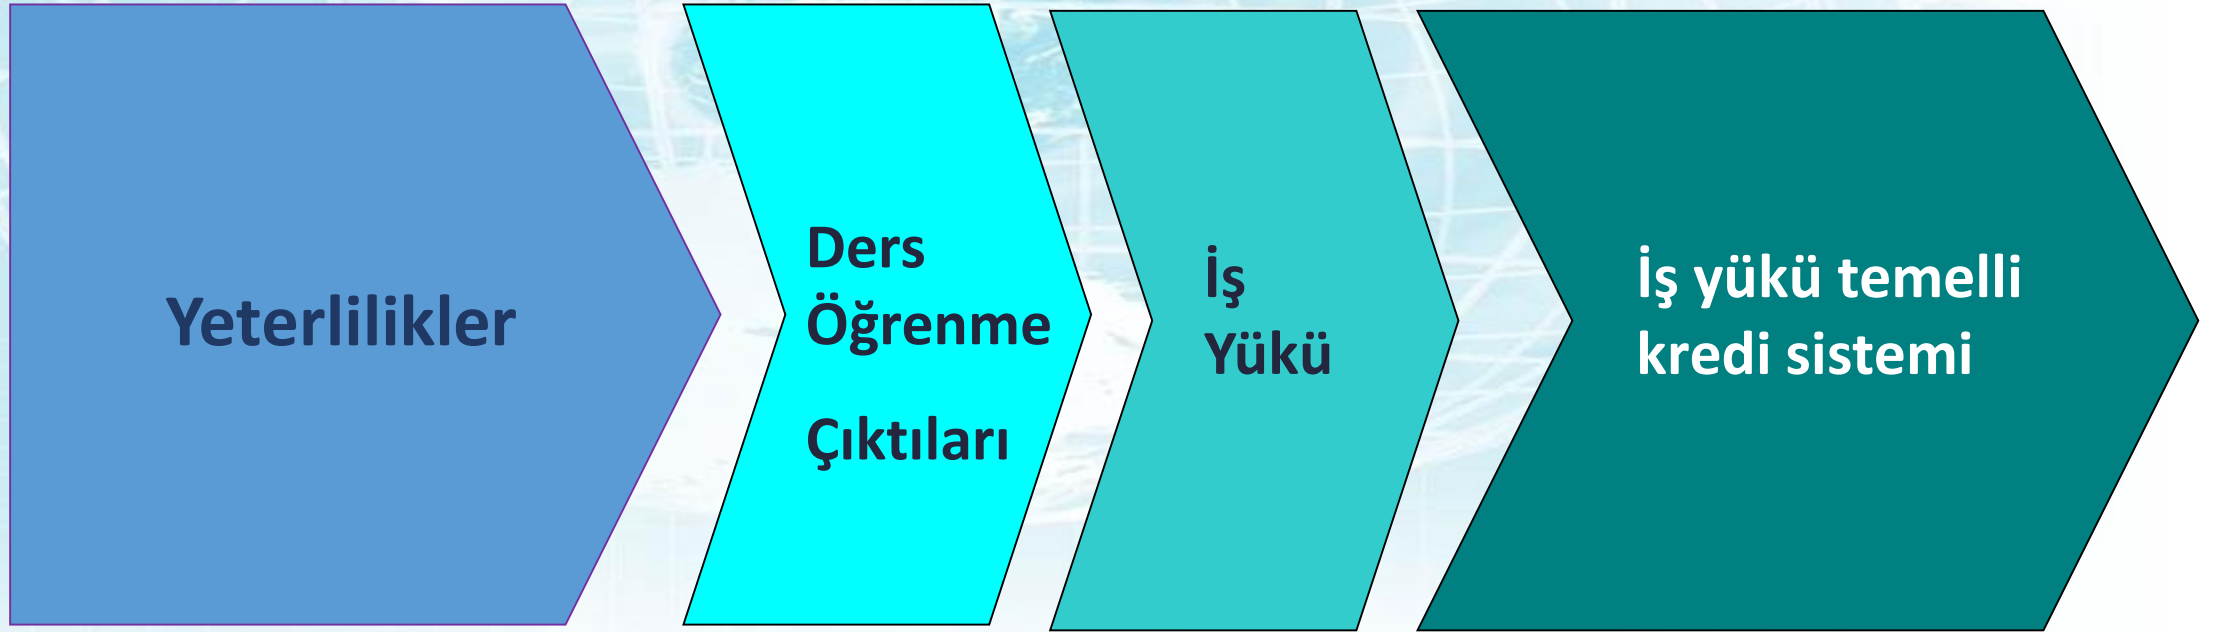 Yeterlilikler
Ders
Öğrenme
Çıktıları
İş
Yükü
İş yükü temelli
kredi sistemi